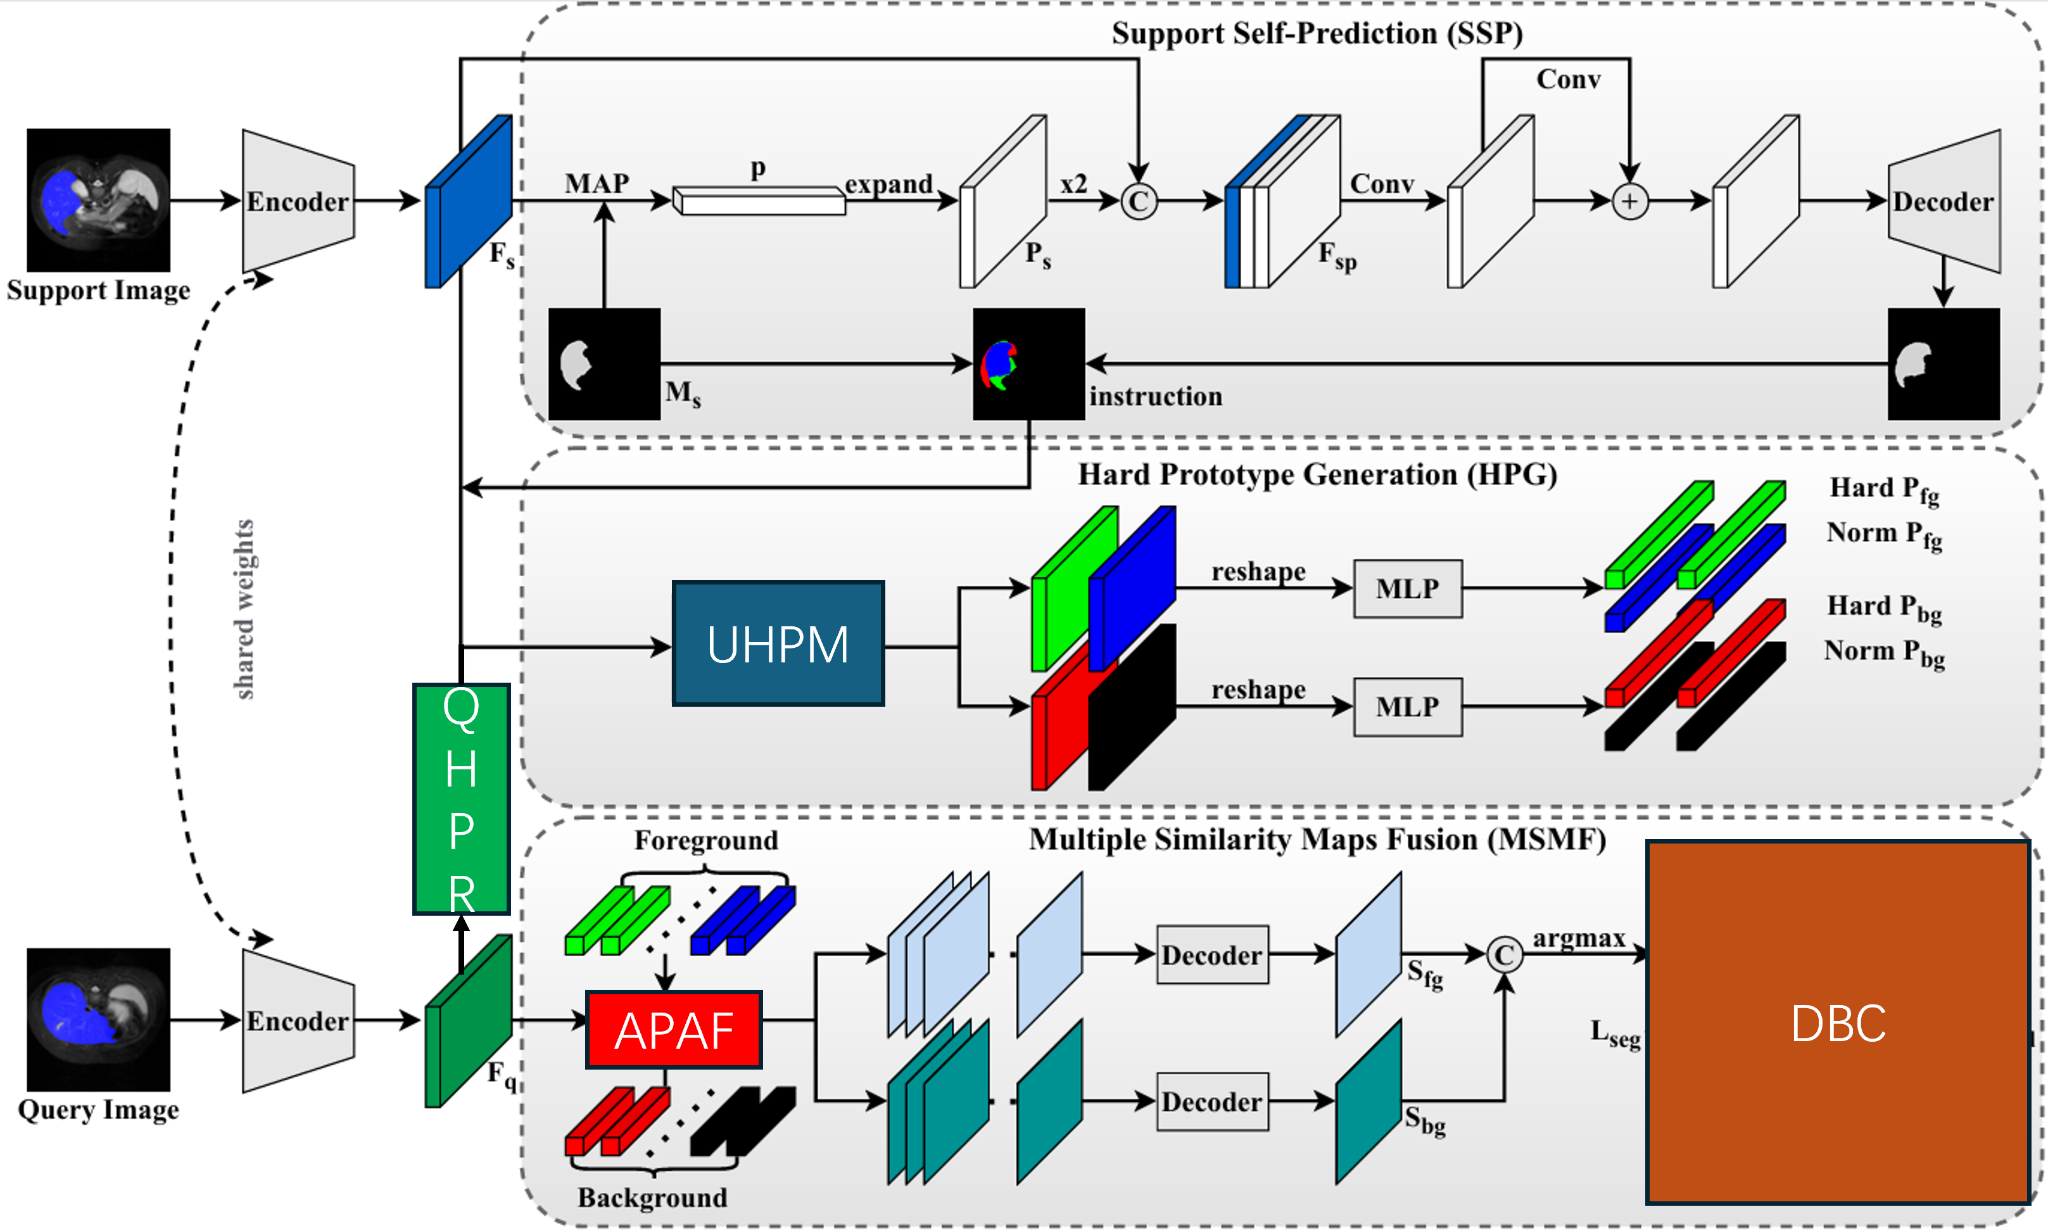 Support Self-Prediction (SSP)
Conv
MAP
p
expand
x2
C
Conv
+
Encoder
Decoder
Fs
Ps
Fsp
Support Image
Ms
instruction
Hard Prototype Generation (HPG)
Hard Pfg
Norm Pfg
Hard Pbg
Norm Pbg
shared weights
UHPM
reshape
MLP
reshape
MLP
Q
H
P
R
Multiple Similarity Maps Fusion (MSMF)
Foreground
Decoder
Sfg
C
argmax
Encoder
APAF
DBC
Lseg
Fq
Decoder
Sbg
Query Image
Background